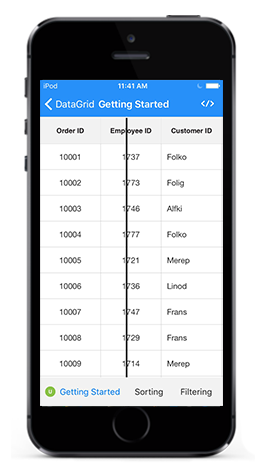 iPod 11:41 AM
DataGrid Getting Started </>
Order ID Employee ID Customer ID
10001 1737 Folko
10002 1773 Folig
10003 1746 Alfki
10004 1777 Folko
10005 1721 Merep
10006 1736 Linod
10007 1747 Frans
10008 1729 Frans
10009 1714 Merep
U Getting Started Sorting Filtering